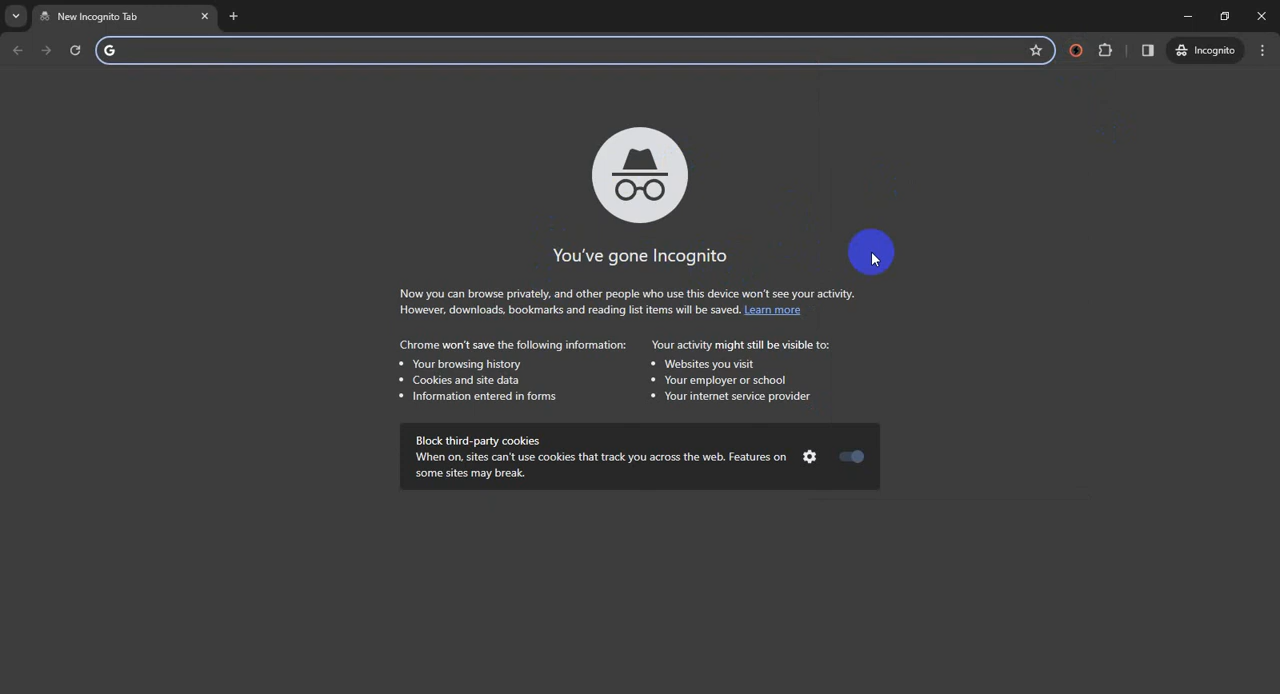 New Incognito Tab
Incognito
You've gone Incognito
Now you can browse privately, and other people who use this device won't see your activity.
However, downloads, bookmarks and reading list items will be saved. Learn more
Chrome won't save the following information:
Your browsing history
Cookies and site data
Information entered in forms
Your activity might still be visible to:
Websites you visit
Your employer or school
Your internet service provider
Block third-party cookies
When on, sites can't use cookies that track you across the web. Features on
some sites may break.